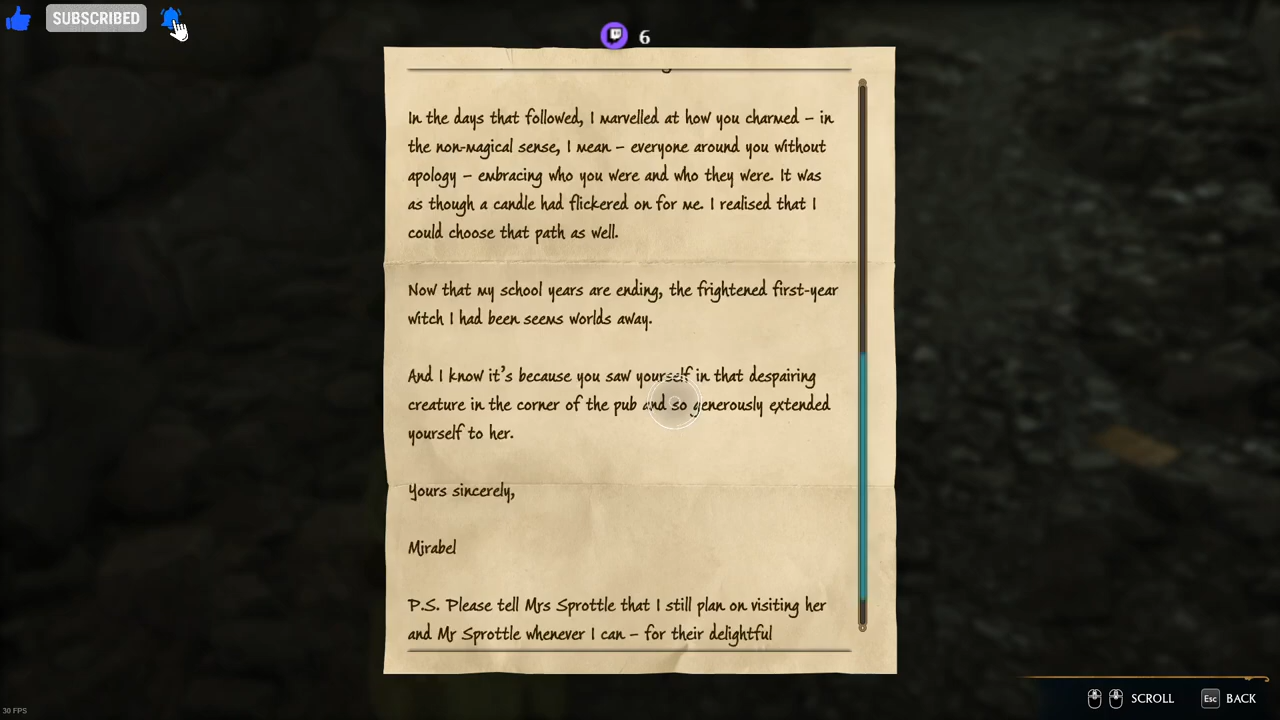 SUBSCRIBED
6
In the days that followed, I marvelled at how you charmed – in
the non-magical sense, I mean – everyone around you without
apology – embracing who you were and who they were. It was
as though a candle had flickered on for me. I realised that I
could choose that path as well.
Now that my school years are ending, the frightened first-year
witch I had been seems worlds away.
And I know it's because you saw yourself in that despairing
creature in the corner of the pub and so generously extended
yourself to her.
Yours sincerely,
Mirabel
P.S. Please tell Mrs Sprottle that I still plan on visiting her
and Mr Sprottle whenever I can – for their delightful
SCROLL
Esc BACK
30 FPS